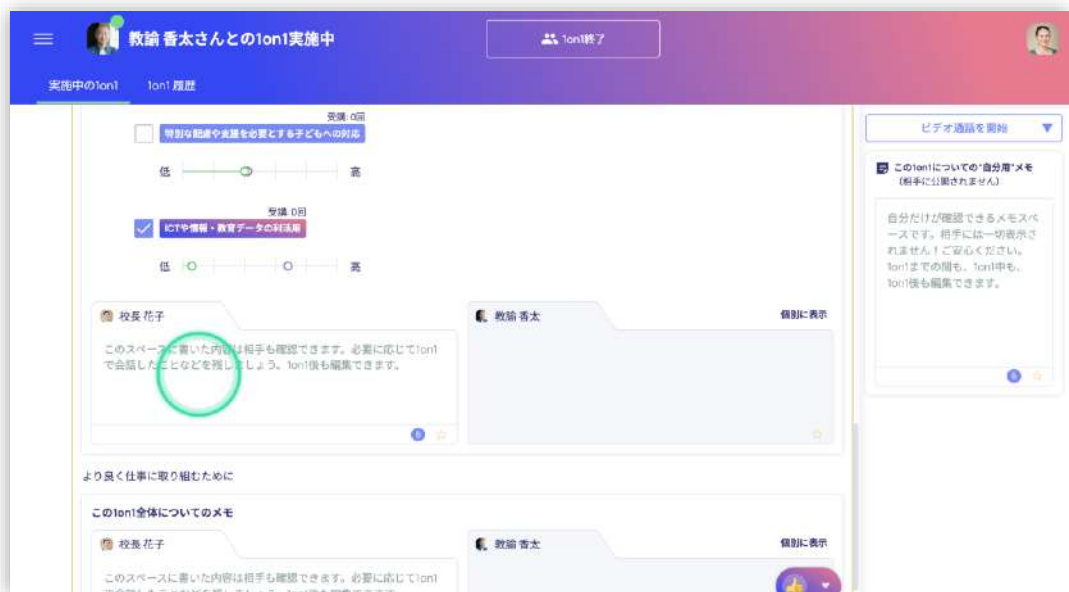 教諭 香太さんとの1on1実施中
1on1終了
実施中の1on1
1on1 履歴
受講: 0回
特別な配慮や支援を必要とする子どもへの対応
低
高
受講: 0回
ICTや情報・教育データの利活用
低
高
校長 花子
教諭 香太
個別に表示
このスペースに書いた内容は相手も確認できます。必要に応じて1on1
で会話したことなどを残しましょう。1on1後も編集できます。
より良く仕事に取り組むために
この1on1全体についてのメモ
校長 花子
教諭 香太
個別に表示
このスペースに書いた内容は相手も確認できます。必要に応じて1on1
ビデオ通話を開始
この1on1についての"自分用"メモ
(相手に公開されません)
自分だけが確認できるメモスペ
ースです。相手には一切表示さ
れません！ご安心ください。
1on1までの間も、1on1中も、
1on1後も編集できます。